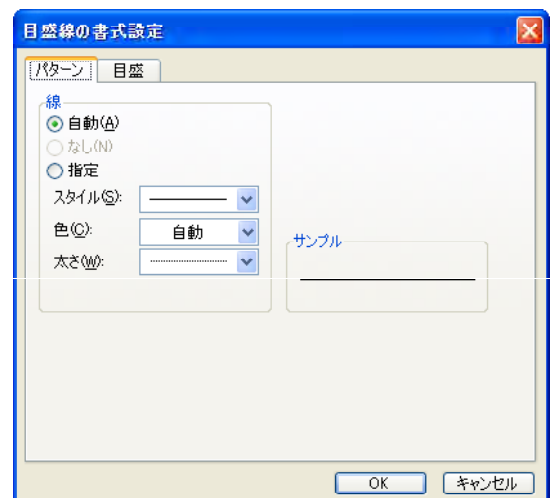 目盛線の書式設定
パターン 目盛
線
自動(A)
なし(N)
指定
スタイル(S):
色(C): 自動
サンプル
太さ(W):
OK キャンセル